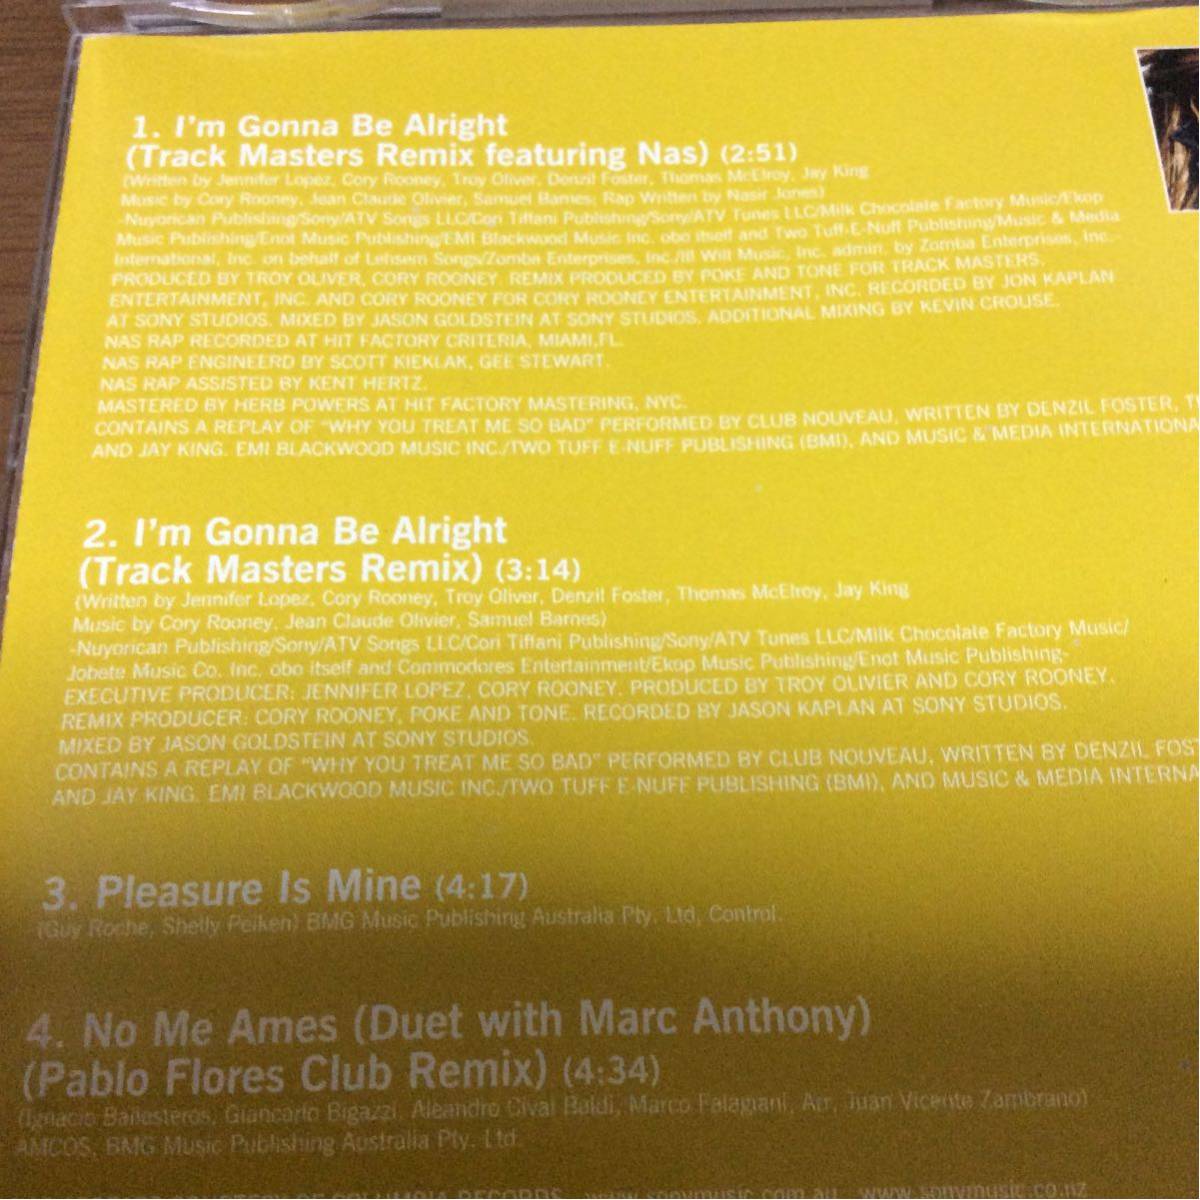 1. I'm Gonna Be Alright
(Track Masters Remix featuring Nas) (2:51)
(Written by Jennifer Lopez, Cory Rooney, Troy Oliver, Denzil Foster, Thomas McElroy, Jay King
Music by Cory Rooney, Jean Claude Olivier, Samuel Barnes; Rap Written by Nasir Jones)
-Nuyorican Publishing/Sony/ATV Songs LLC/Cori Tiffani Publishing/Sony/ATV Tunes LLC/Milk Chocolate Factory Music/Ekop
Music Publishing/Enot Music Publishing/EMI Blackwood Music Inc. obo itself and Two Tuff-E-Nuff Publishing/Music & Media
International, Inc. on behalf of Lehsem Songs/Zomba Enterprises, Inc./Ill Will Music, Inc. admin. by Zomba Enterprises, Inc.-
PRODUCED BY TROY OLIVER, CORY ROONEY. REMIX PRODUCED BY POKE AND TONE FOR TRACK MASTERS.
ENTERTAINMENT, INC. AND CORY ROONEY FOR CORY ROONEY ENTERTAINMENT, INC. RECORDED BY JON KAPLAN
AT SONY STUDIOS. MIXED BY JASON GOLDSTEIN AT SONY STUDIOS. ADDITIONAL MIXING BY KEVIN CROUSE.
NAS RAP RECORDED AT HIT FACTORY CRITERIA, MIAMI,FL.
NAS RAP ENGINEERD BY SCOTT KIEKLAK, GEE STEWART.
NAS RAP ASSISTED BY KENT HERTZ.
MASTERED BY HERB POWERS AT HIT FACTORY MASTERING, NYC.
CONTAINS A REPLAY OF "WHY YOU TREAT ME SO BAD" PERFORMED BY CLUB NOUVEAU, WRITTEN BY DENZIL FOSTER,
AND JAY KING. EMI BLACKWOOD MUSIC INC./TWO TUFF E-NUFF PUBLISHING (BMI), AND MUSIC & MEDIA INTERNATIONA
2. I'm Gonna Be Alright
(Track Masters Remix) (3:14)
(Written by Jennifer Lopez, Cory Rooney, Troy Oliver, Denzil Foster, Thomas McElroy, Jay King
Music by Cory Rooney, Jean Claude Olivier, Samuel Barnes)
-Nuyorican Publishing/Sony/ATV Songs LLC/Cori Tiffani Publishing/Sony/ATV Tunes LLC/Milk Chocolate Factory Music/
Jobete Music Co. Inc. obo itself and Commodores Entertainment/Ekop Music Publishing/Enot Music Publishing-
EXECUTIVE PRODUCER: JENNIFER LOPEZ, CORY ROONEY. PRODUCED BY TROY OLIVIER AND CORY ROONEY.
REMIX PRODUCER: CORY ROONEY, POKE AND TONE. RECORDED BY JASON KAPLAN AT SONY STUDIOS.
MIXED BY JASON GOLDSTEIN AT SONY STUDIOS.
CONTAINS A REPLAY OF "WHY YOU TREAT ME SO BAD" PERFORMED BY CLUB NOUVEAU, WRITTEN BY DENZIL FOST
AND JAY KING. EMI BLACKWOOD MUSIC INC./TWO TUFF E-NUFF PUBLISHING (BMI), AND MUSIC & MEDIA INTERNA
3. Pleasure Is Mine (4:17)
(Guy Roche, Shelly Peiken) BMG Music Publishing Australia Pty. Ltd, Control.
4. No Me Ames (Duet with Marc Anthony)
(Pablo Flores Club Remix) (4:34)
(Ignacio Ballesteros, Giancarlo Bigazzi, Aleandro Civai Baldi, Marco Falagiani, Arr, Juan Vicente Zambrano)
AMCOS, BMG Music Publishing Australia Pty. Ltd.
OF COLUMBIA RECORDS www.sonymusic.com.au www.sonymusic.co.nz